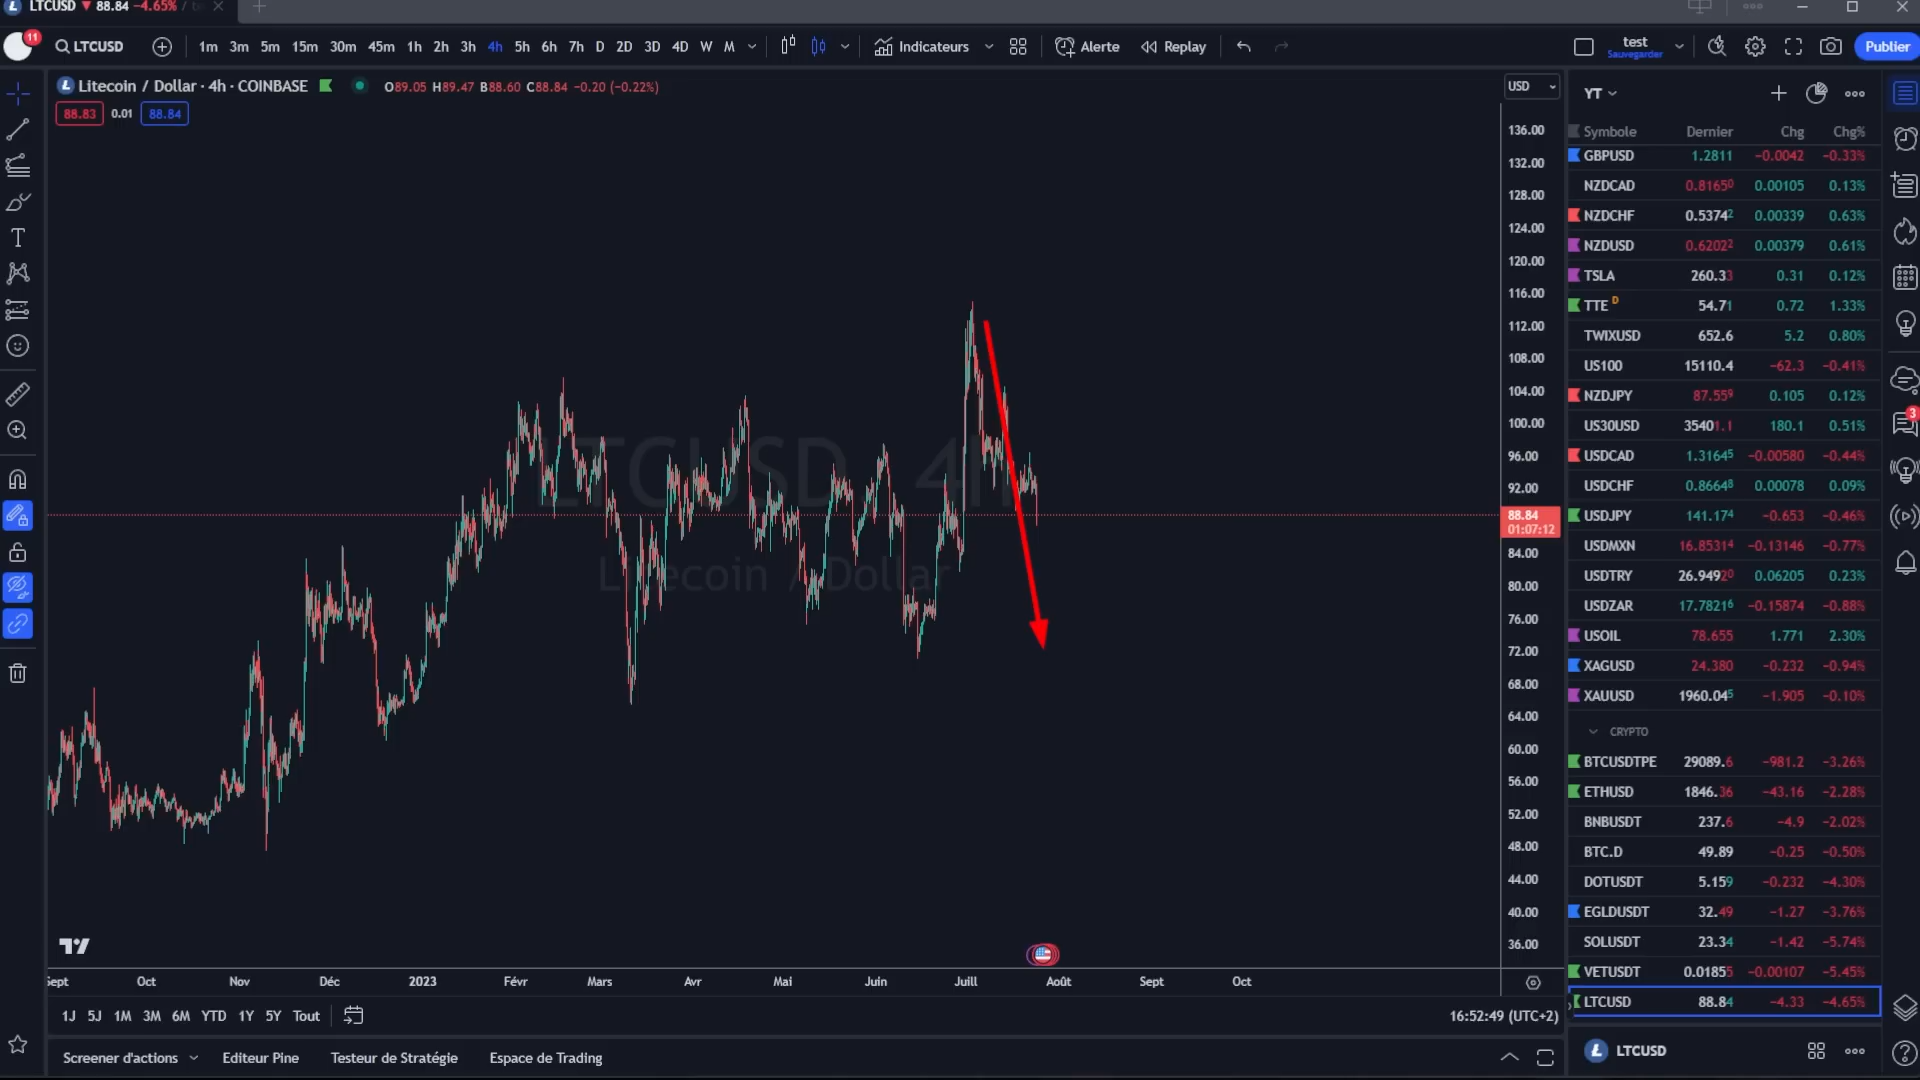 LTCUSD ▼ 88.84 −4.65% /
11
LTCUSD
1m 3m 5m 15m 30m 45m 1h 2h 3h 4h 5h 6h 7h D 2D 3D 4D W M
Indicateurs
Alerte
Replay
test
Sauvegarder
Publier
Litecoin / Dollar · 4h · COINBASE
O89.05 H89.47 B88.60 C88.84 −0.20 (−0.22%)
88.83 0.01 88.84
USD
136.00
132.00
128.00
124.00
120.00
116.00
112.00
108.00
104.00
100.00
96.00
92.00
88.84
01:07:12
84.00
80.00
76.00
72.00
68.00
64.00
60.00
56.00
52.00
48.00
44.00
40.00
36.00
LTCUSD, 4h
Litecoin / Dollar
Sept Oct Nov Déc 2023 Févr Mars Avr Mai Juin Juill Août Sept Oct
1J 5J 1M 3M 6M YTD 1Y 5Y Tout
16:52:49 (UTC+2)
Screener d'actions Editeur Pine Testeur de Stratégie Espace de Trading
YT
Symbole Dernier Chg Chg%
GBPUSD 1.2811 −0.0042 −0.33%
NZDCAD 0.81650 0.00105 0.13%
NZDCHF 0.53742 0.00339 0.63%
NZDUSD 0.62022 0.00379 0.61%
TSLA 260.33 0.31 0.12%
TTE D 54.71 0.72 1.33%
TWIXUSD 652.6 5.2 0.80%
US100 15110.4 −62.3 −0.41%
NZDJPY 87.559 0.105 0.12%
US30USD 35401.1 180.1 0.51%
USDCAD 1.31645 −0.00580 −0.44%
USDCHF 0.86648 0.00078 0.09%
USDJPY 141.174 −0.653 −0.46%
USDMXN 16.85314 −0.13146 −0.77%
USDTRY 26.94920 0.06205 0.23%
USDZAR 17.78216 −0.15874 −0.88%
USOIL 78.655 1.771 2.30%
XAGUSD 24.380 −0.232 −0.94%
XAUUSD 1960.045 −1.905 −0.10%
CRYPTO
BTCUSDTPE 29089.6 −981.2 −3.26%
ETHUSD 1846.36 −43.16 −2.28%
BNBUSDT 237.6 −4.9 −2.02%
BTC.D 49.89 −0.25 −0.50%
DOTUSDT 5.159 −0.232 −4.30%
EGLDUSDT 32.49 −1.27 −3.76%
SOLUSDT 23.34 −1.42 −5.74%
VETUSDT 0.01855 −0.00107 −5.45%
LTCUSD 88.84 −4.33 −4.65%
LTCUSD
3